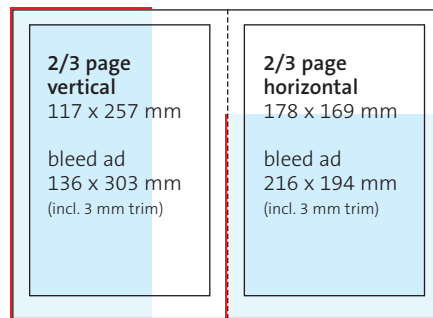 2/3 page
vertical
117 x 257 mm
bleed ad
136 x 303 mm
(incl. 3 mm trim)
2/3 page
horizontal
178 x 169 mm
bleed ad
216 x 194 mm
(incl. 3 mm trim)